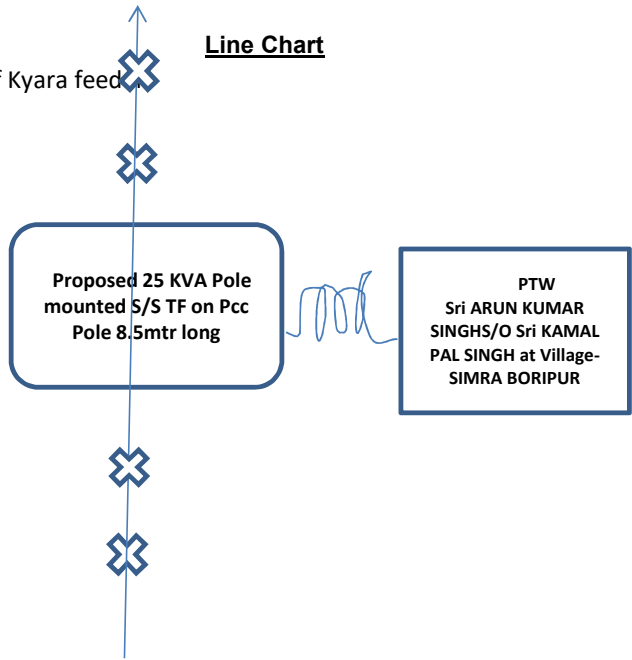 Line Chart
f Kyara feed
Proposed 25 KVA Pole
mounted S/S TF on Pcc
Pole 8.5mtr long
PTW
Sri ARUN KUMAR
SINGHS/O Sri KAMAL
PAL SINGH at Village-
SIMRA BORIPUR